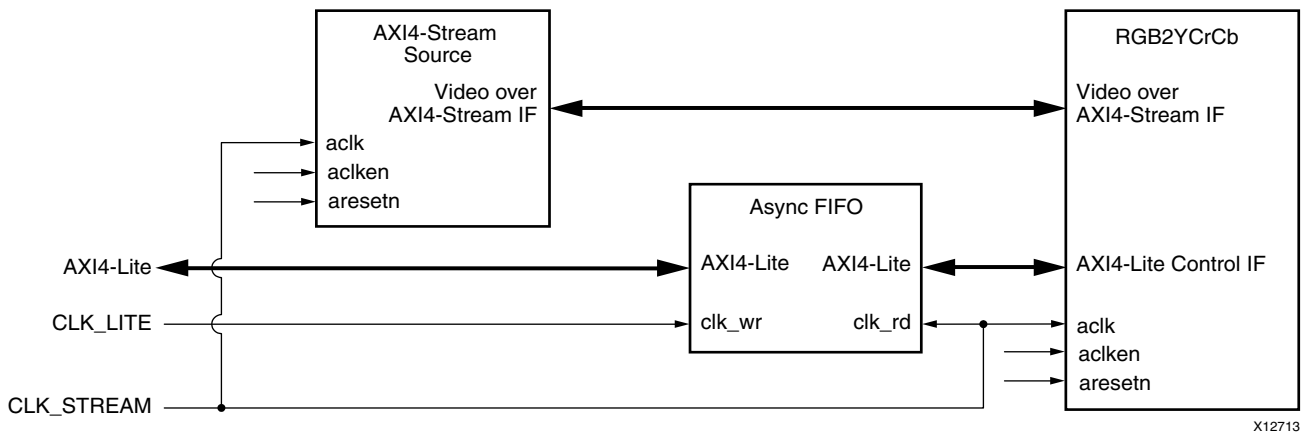 AXI4-Stream
Source
Video over
AXI4-Stream IF
aclk
aclken
aresetn
RGB2YCrCb
Video over
AXI4-Stream IF
Async FIFO
AXI4-Lite
AXI4-Lite AXI4-Lite
AXI4-Lite Control IF
CLK_LITE
clk_wr clk_rd
aclk
aclken
aresetn
CLK_STREAM
X12713